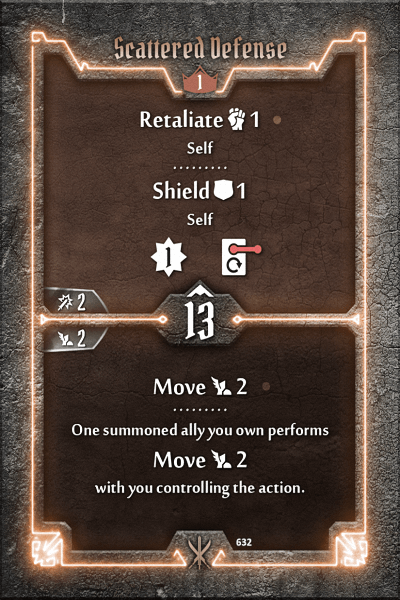 Scattered Defense
1
Retaliate 1
Self
Shield 1
Self
1
2
13
2
Move 2
One summoned ally you own performs
Move 2
with you controlling the action.
632